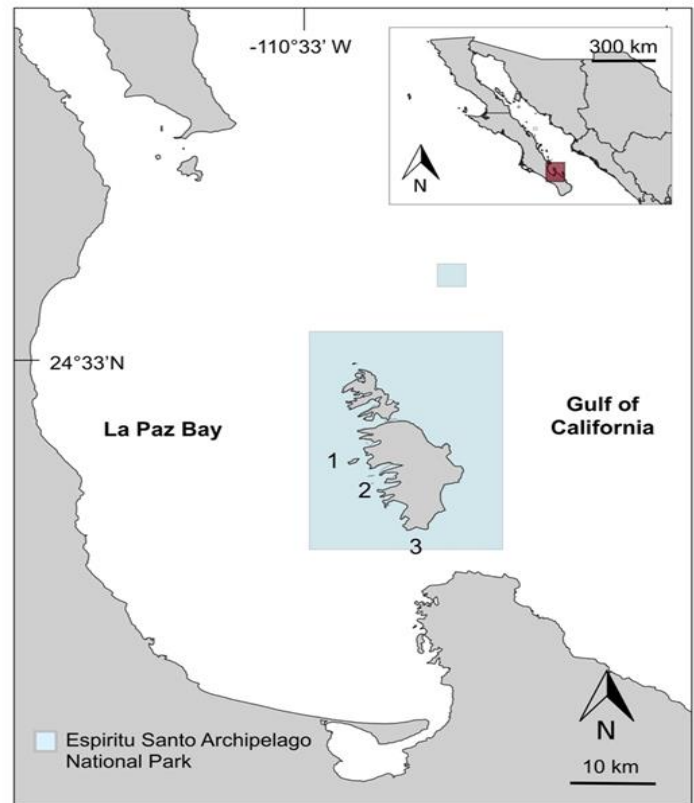 -110°33’ W
300 km
N
24°33’N
La Paz Bay
Gulf of
California
1
2
3
Espiritu Santo Archipelago
National Park
N
10 km